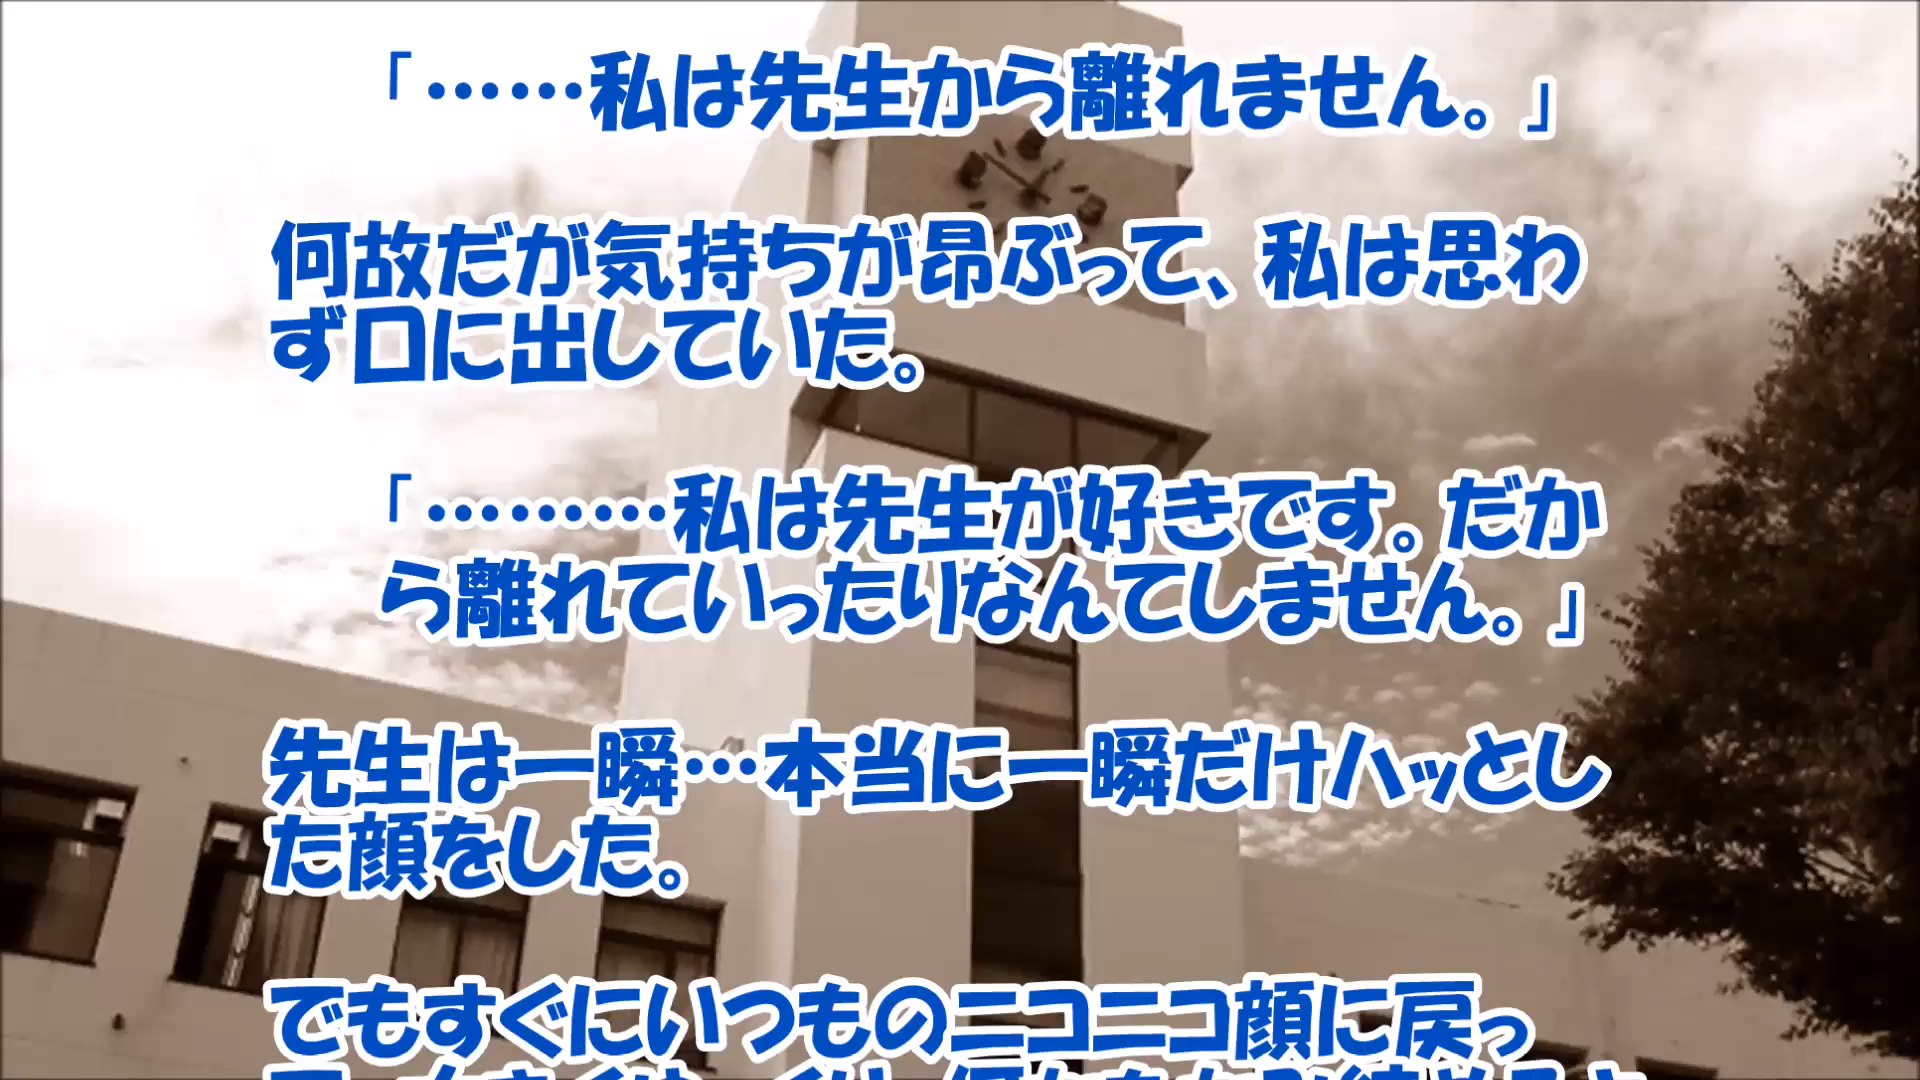 「……私は先生から離れません。」
何故だが気持ちが昂ぶって、私は思わ
ず口に出していた。
「………私は先生が好きです。だか
ら離れていったりなんてしません。」
先生は一瞬…本当に一瞬だけハッとし
た顔をした。
でもすぐにいつものニコニコ顔に戻っ